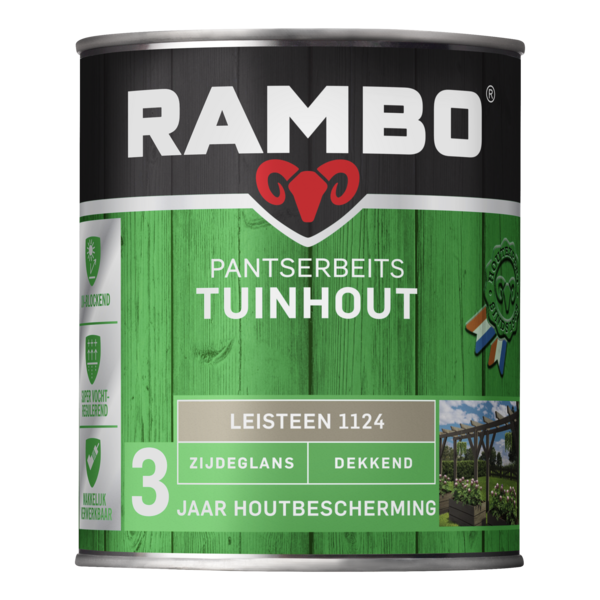 RAMBO®
PANTSERBEITS
TUINHOUT
LEISTEEN 1124
ZIJDEGLANS
DEKKEND
3 JAAR HOUTBESCHERMING